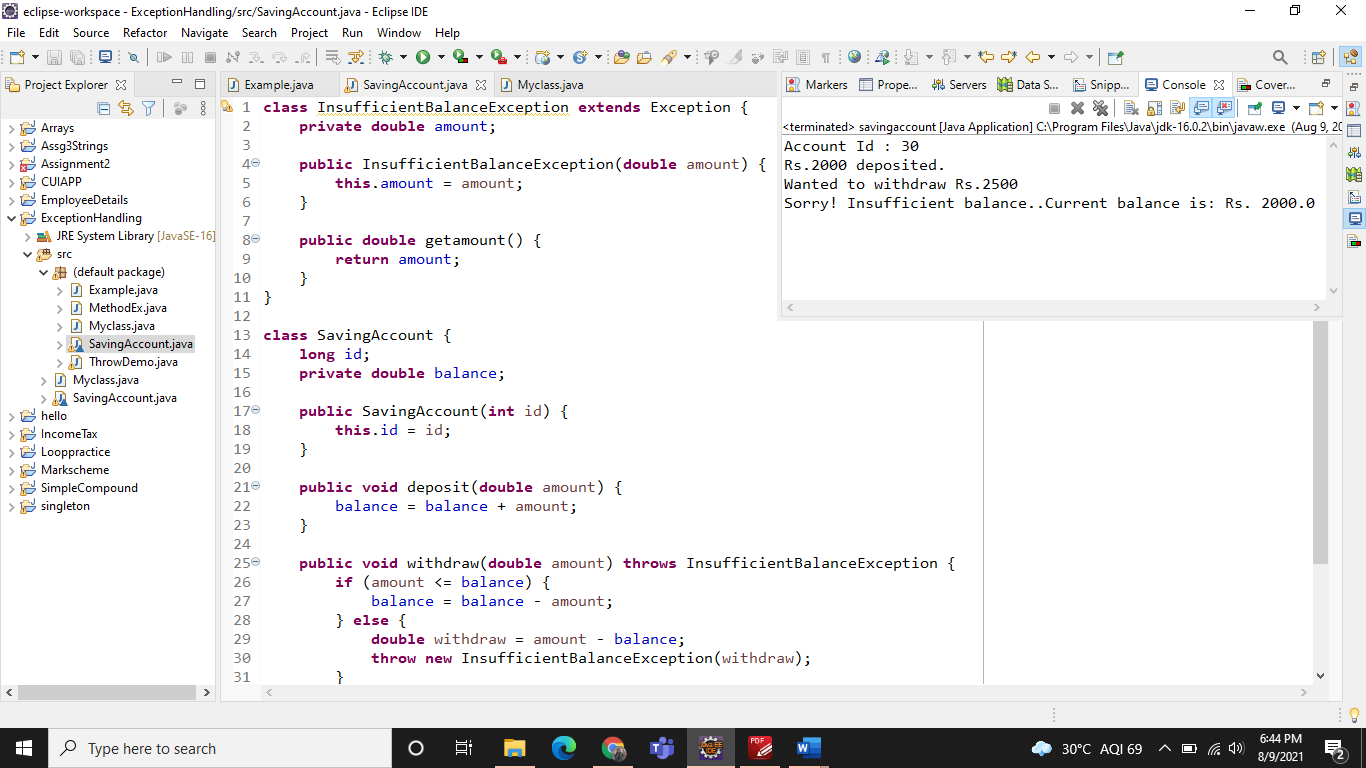 eclipse-workspace - ExceptionHandling/src/SavingAccount.java - Eclipse IDE
File Edit Source Refactor Navigate Search Project Run Window Help
Project Explorer
Example.java SavingAccount.java Myclass.java
Markers Prope... Servers Data S... Snipp... Console Cover...
Arrays
Assg3Strings
Assignment2
CUIAPP
EmployeeDetails
ExceptionHandling
JRE System Library [JavaSE-16]
src
(default package)
Example.java
MethodEx.java
Myclass.java
SavingAccount.java
ThrowDemo.java
Myclass.java
SavingAccount.java
hello
IncomeTax
Looppractice
Markscheme
SimpleCompound
singleton
1 class InsufficientBalanceException extends Exception {
2 private double amount;
3
4 public InsufficientBalanceException(double amount) {
5 this.amount = amount;
6 }
7
8 public double getamount() {
9 return amount;
10 }
11 }
12
13 class SavingAccount {
14 long id;
15 private double balance;
16
17 public SavingAccount(int id) {
18 this.id = id;
19 }
20
21 public void deposit(double amount) {
22 balance = balance + amount;
23 }
24
25 public void withdraw(double amount) throws InsufficientBalanceException {
26 if (amount <= balance) {
27 balance = balance - amount;
28 } else {
29 double withdraw = amount - balance;
30 throw new InsufficientBalanceException(withdraw);
31 }
<terminated> savingaccount [Java Application] C:\Program Files\Java\jdk-16.0.2\bin\javaw.exe (Aug 9, 20
Account Id : 30
Rs.2000 deposited.
Wanted to withdraw Rs.2500
Sorry! Insufficient balance..Current balance is: Rs. 2000.0
Type here to search
JAVA EE
IDE
PDF
30°C AQI 69
6:44 PM
8/9/2021
2